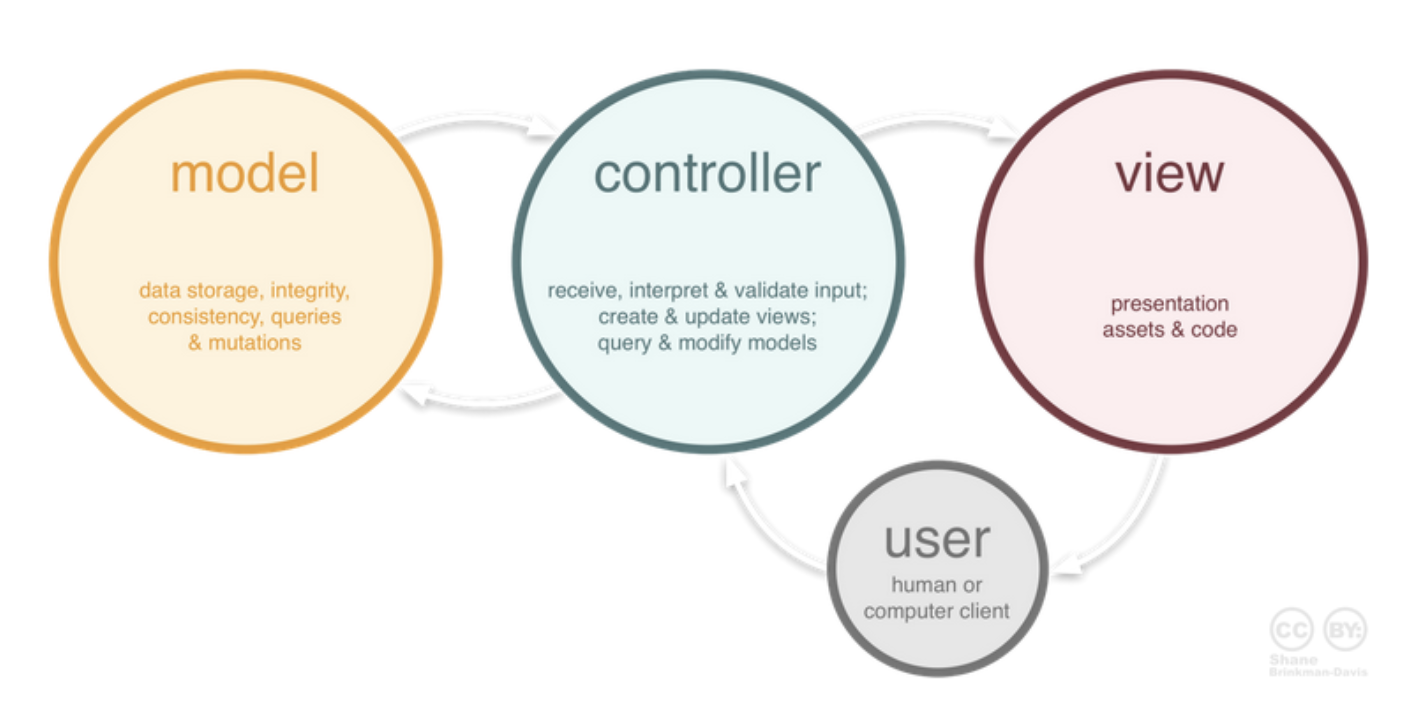 model
data storage, integrity,
consistency, queries
& mutations
controller
receive, interpret & validate input;
create & update views;
query & modify models
view
presentation
assets & code
user
human or
computer client
CC BY:
Shane
Brinkman-Davis